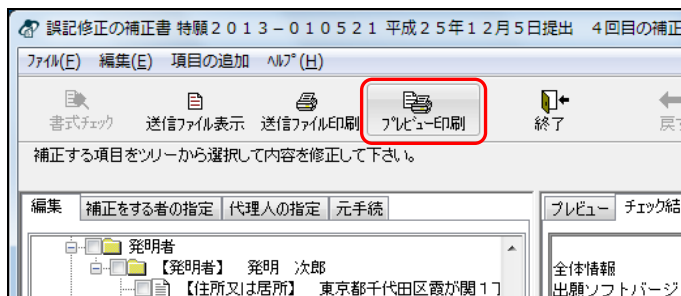 誤記修正の補正書 特願２０１３－０１０５２１ 平成２５年１２月５日提出　４回目の補正
ﾌｧｲﾙ(F)　編集(E)　項目の追加　ﾍﾙﾌﾟ(H)
書式ﾁｪｯｸ　送信ﾌｧｲﾙ表示　送信ﾌｧｲﾙ印刷　ﾌﾟﾚﾋﾞｭｰ印刷　終了　戻
補正する項目をツリーから選択して内容を修正して下さい。
編集　補正をする者の指定　代理人の指定　元手続　プレビュー　チェック結
発明者
【発明者】　発明　次郎　全体情報
【住所又は居所】　東京都千代田区霞が関１丁　出願ソフトバージ